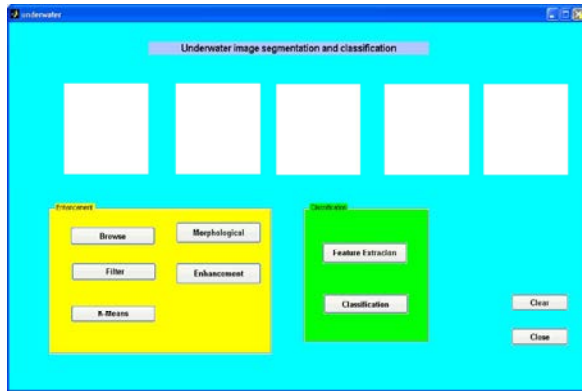 underwater
Underwater image segmentation and classification
Enhancement
Browse
Morphological
Filter
Enhancement
K-Means
Classification
Feature Extraction
Classification
Clear
Close